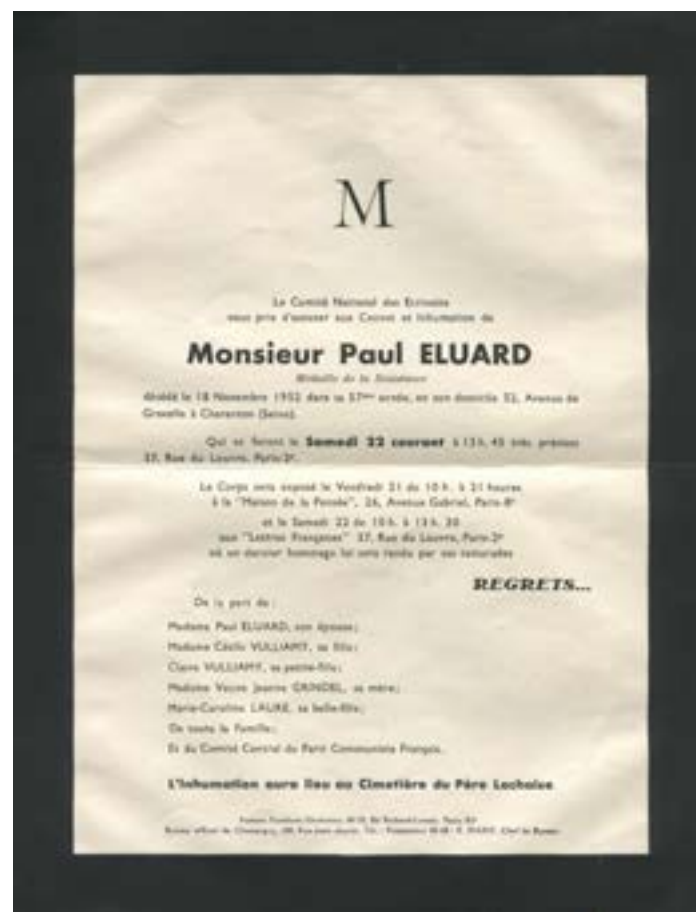 M
Le Comité National des Ecrivains
vous prie d'assister aux Convoi et Inhumation de
Monsieur Paul ELUARD
Médaille de la Résistance
décédé le 18 Novembre 1952 dans sa 57me année, en son domicile 52, Avenue de
Gravelle à Charenton (Seine).
Qui se feront le Samedi 22 courant à 13 h. 45 très précises
37, Rue du Louvre, Paris-2e.
Le Corps sera exposé le Vendredi 21 de 10 h. à 21 heures
à la "Maison de la Pensée", 26, Avenue Gabriel, Paris-8e
et le Samedi 22 de 10 h. à 13 h. 30
aux "Lettres Françaises" 37, Rue du Louvre, Paris-2e
où un dernier hommage lui sera rendu par ses camarades
REGRETS...
De la part de :
Madame Paul ELUARD, son épouse;
Madame Cécile VULLIAMY, sa fille;
Claire VULLIAMY, sa petite-fille;
Madame Veuve Jeanne GRINDEL, sa mère;
Marie-Caroline LAURE, sa belle-fille;
De toute la Famille;
Et du Comité Central du Parti Communiste Français.
L'Inhumation aura lieu au Cimetière du Père Lachaise